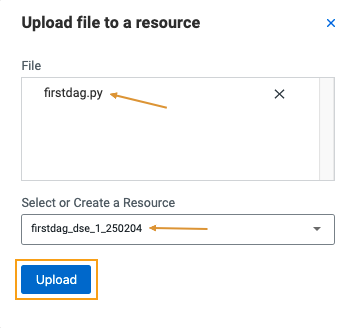 Upload file to a resource
File
firstdag.py
Select or Create a Resource
firstdag_dse_1_250204
Upload